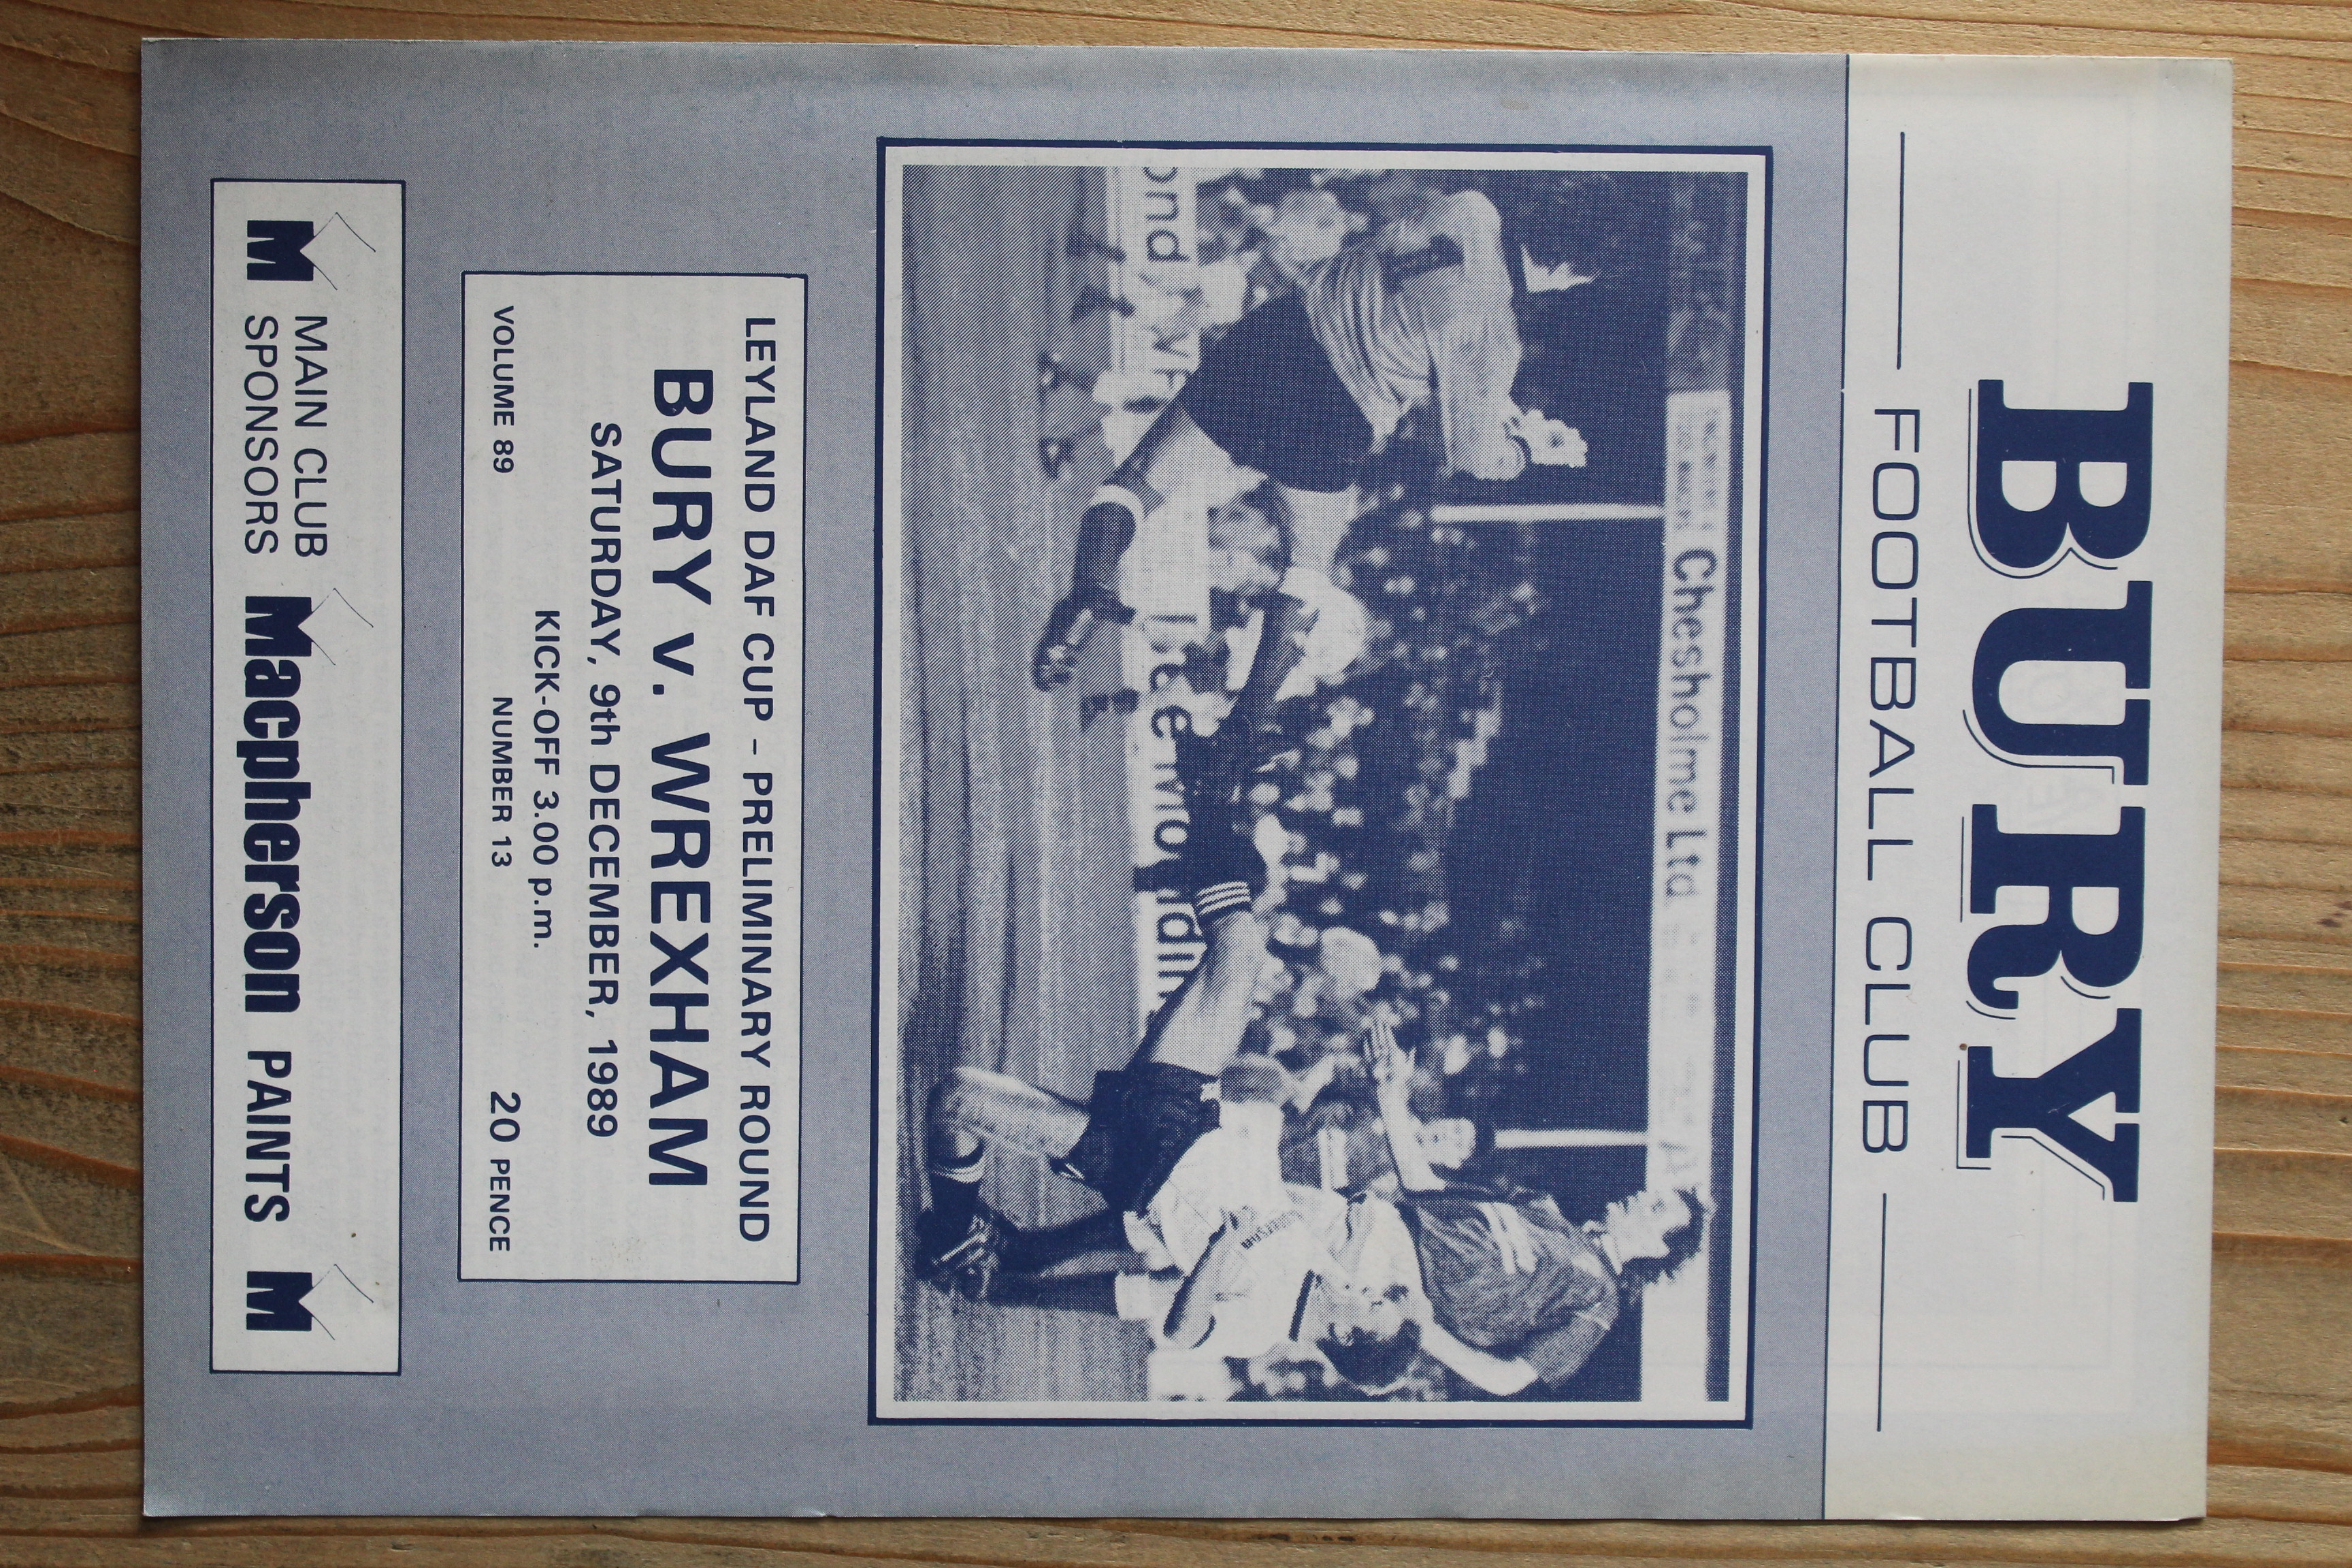 BURY
FOOTBALL CLUB
Chesholme Ltd
LEYLAND DAF CUP - PRELIMINARY ROUND
BURY v. WREXHAM
SATURDAY, 9th DECEMBER, 1989
KICK-OFF 3.00 p.m.
VOLUME 89 NUMBER 13 20 PENCE
M MAIN CLUB SPONSORS Macpherson PAINTS M